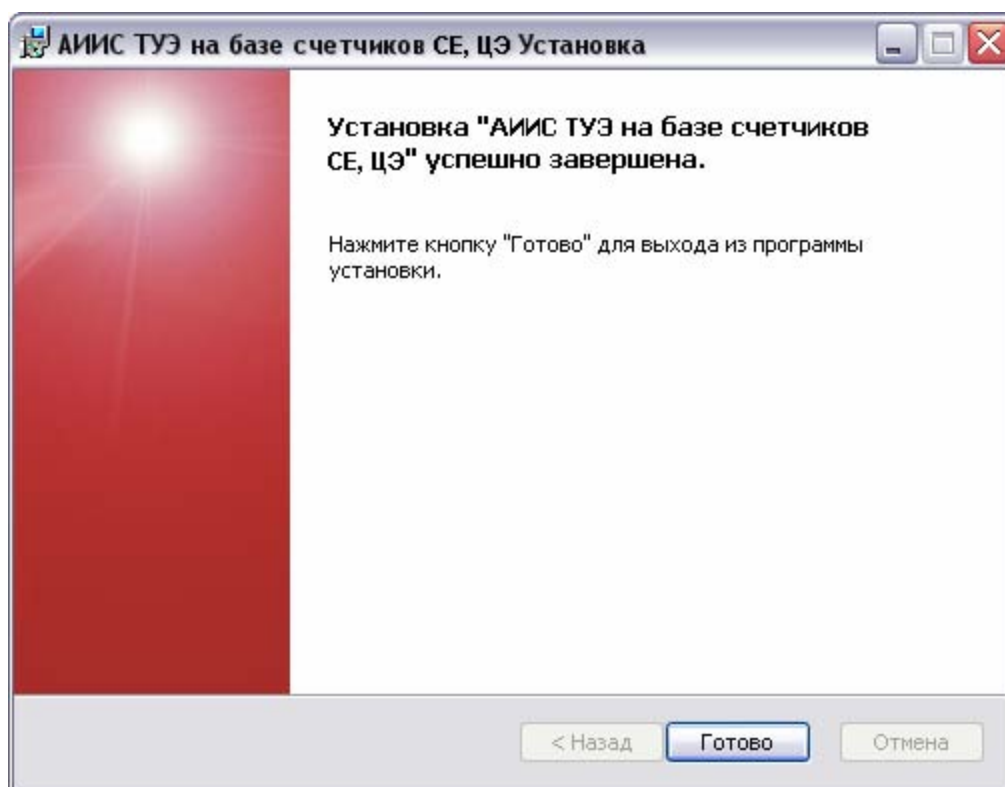 АИИС ТУЭ на базе счетчиков СЕ, ЦЭ Установка
Установка "АИИС ТУЭ на базе счетчиков
СЕ, ЦЭ" успешно завершена.
Нажмите кнопку "Готово" для выхода из программы
установки.
< Назад
Готово
Отмена